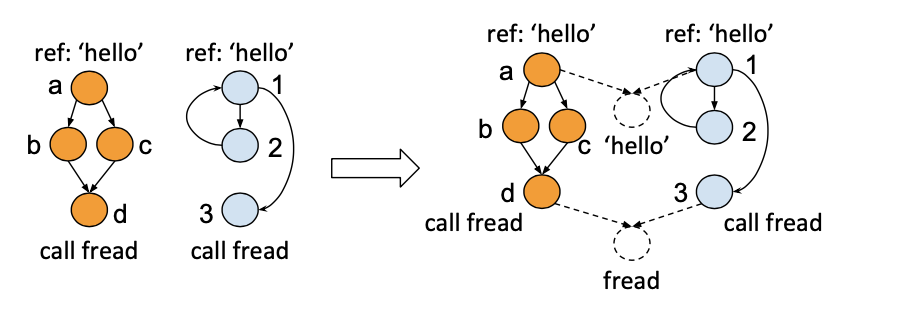 ref: ‘hello’
ref: ‘hello’
a
1
b
c
2
d
3
call fread
call fread
ref: ‘hello’
ref: ‘hello’
a
1
b
c
‘hello’
2
d
3
call fread
call fread
fread